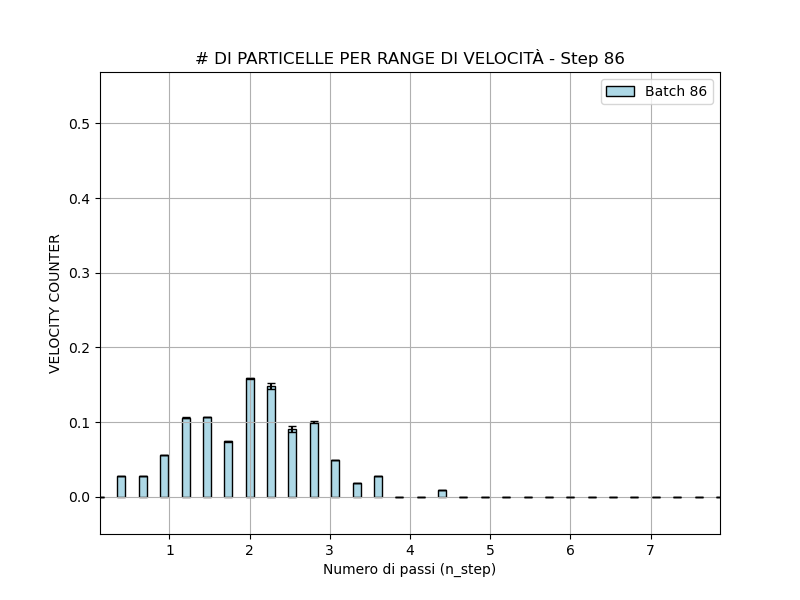 # DI PARTICELLE PER RANGE DI VELOCITÀ - Step 86
Batch 86
VELOCITY COUNTER
0.5
0.4
0.3
0.2
0.1
0.0
1 2 3 4 5 6 7
Numero di passi (n_step)